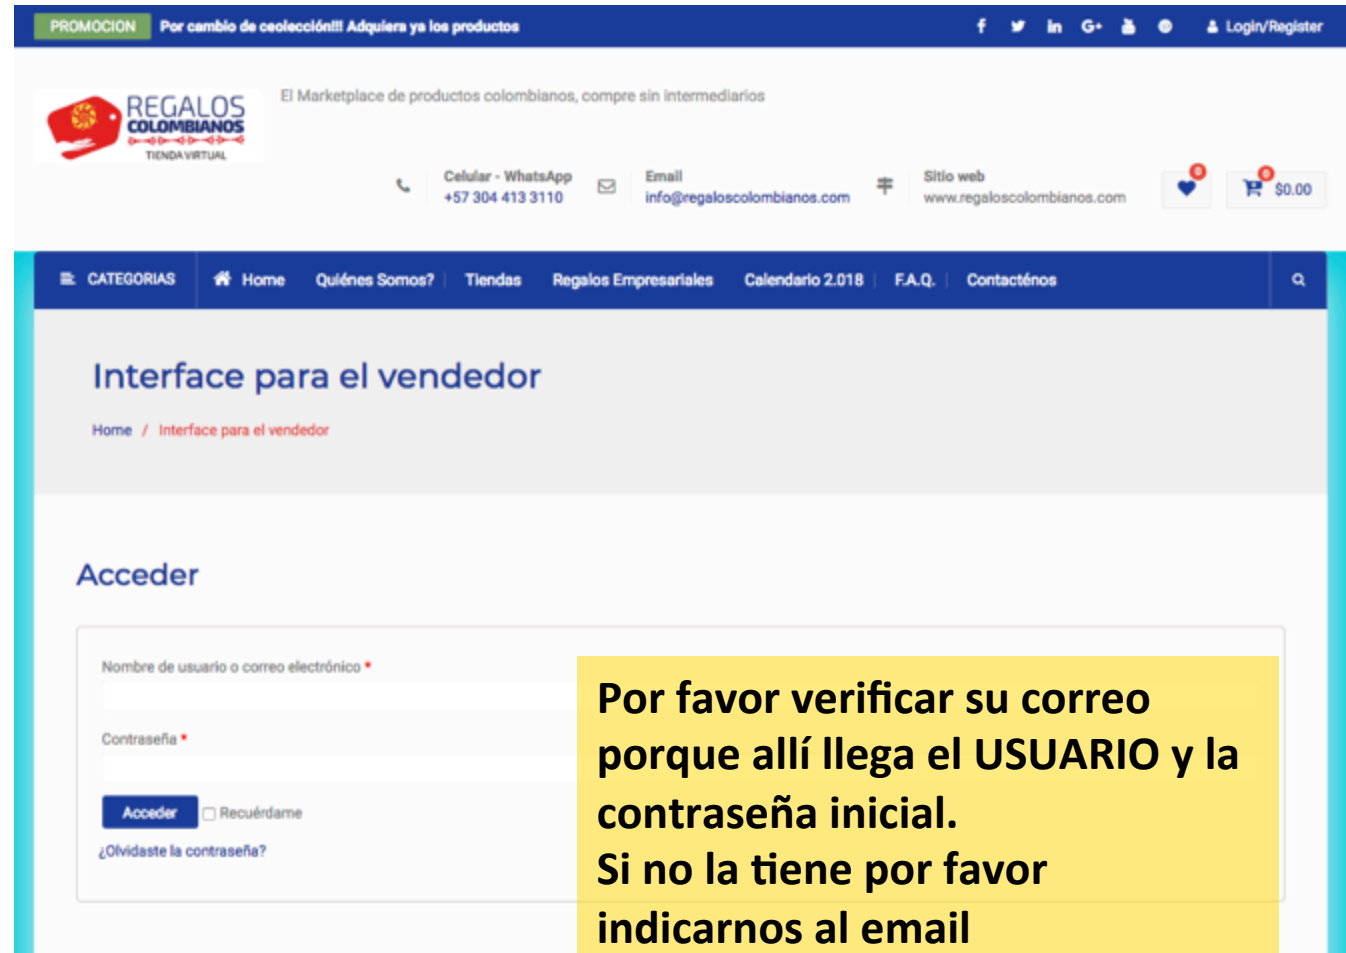 PROMOCION Por cambio de ceolección!!! Adquiera ya los productos
Login/Register
El Marketplace de productos colombianos, compre sin intermediarios
REGALOS
COLOMBIANOS
TIENDA VIRTUAL
Celular - WhatsApp
+57 304 413 3110
Email
info@regaloscolombianos.com
Sitio web
www.regaloscolombianos.com
0
0
$0.00
CATEGORIAS Home Quiénes Somos? Tiendas Regalos Empresariales Calendario 2.018 F.A.Q. Contacténos
Interface para el vendedor
Home / Interface para el vendedor
Acceder
Nombre de usuario o correo electrónico *
Contraseña *
Acceder Recuérdame
¿Olvidaste la contraseña?
Por favor verificar su correo
porque allí llega el USUARIO y la
contraseña inicial.
Si no la tiene por favor
indicarnos al email